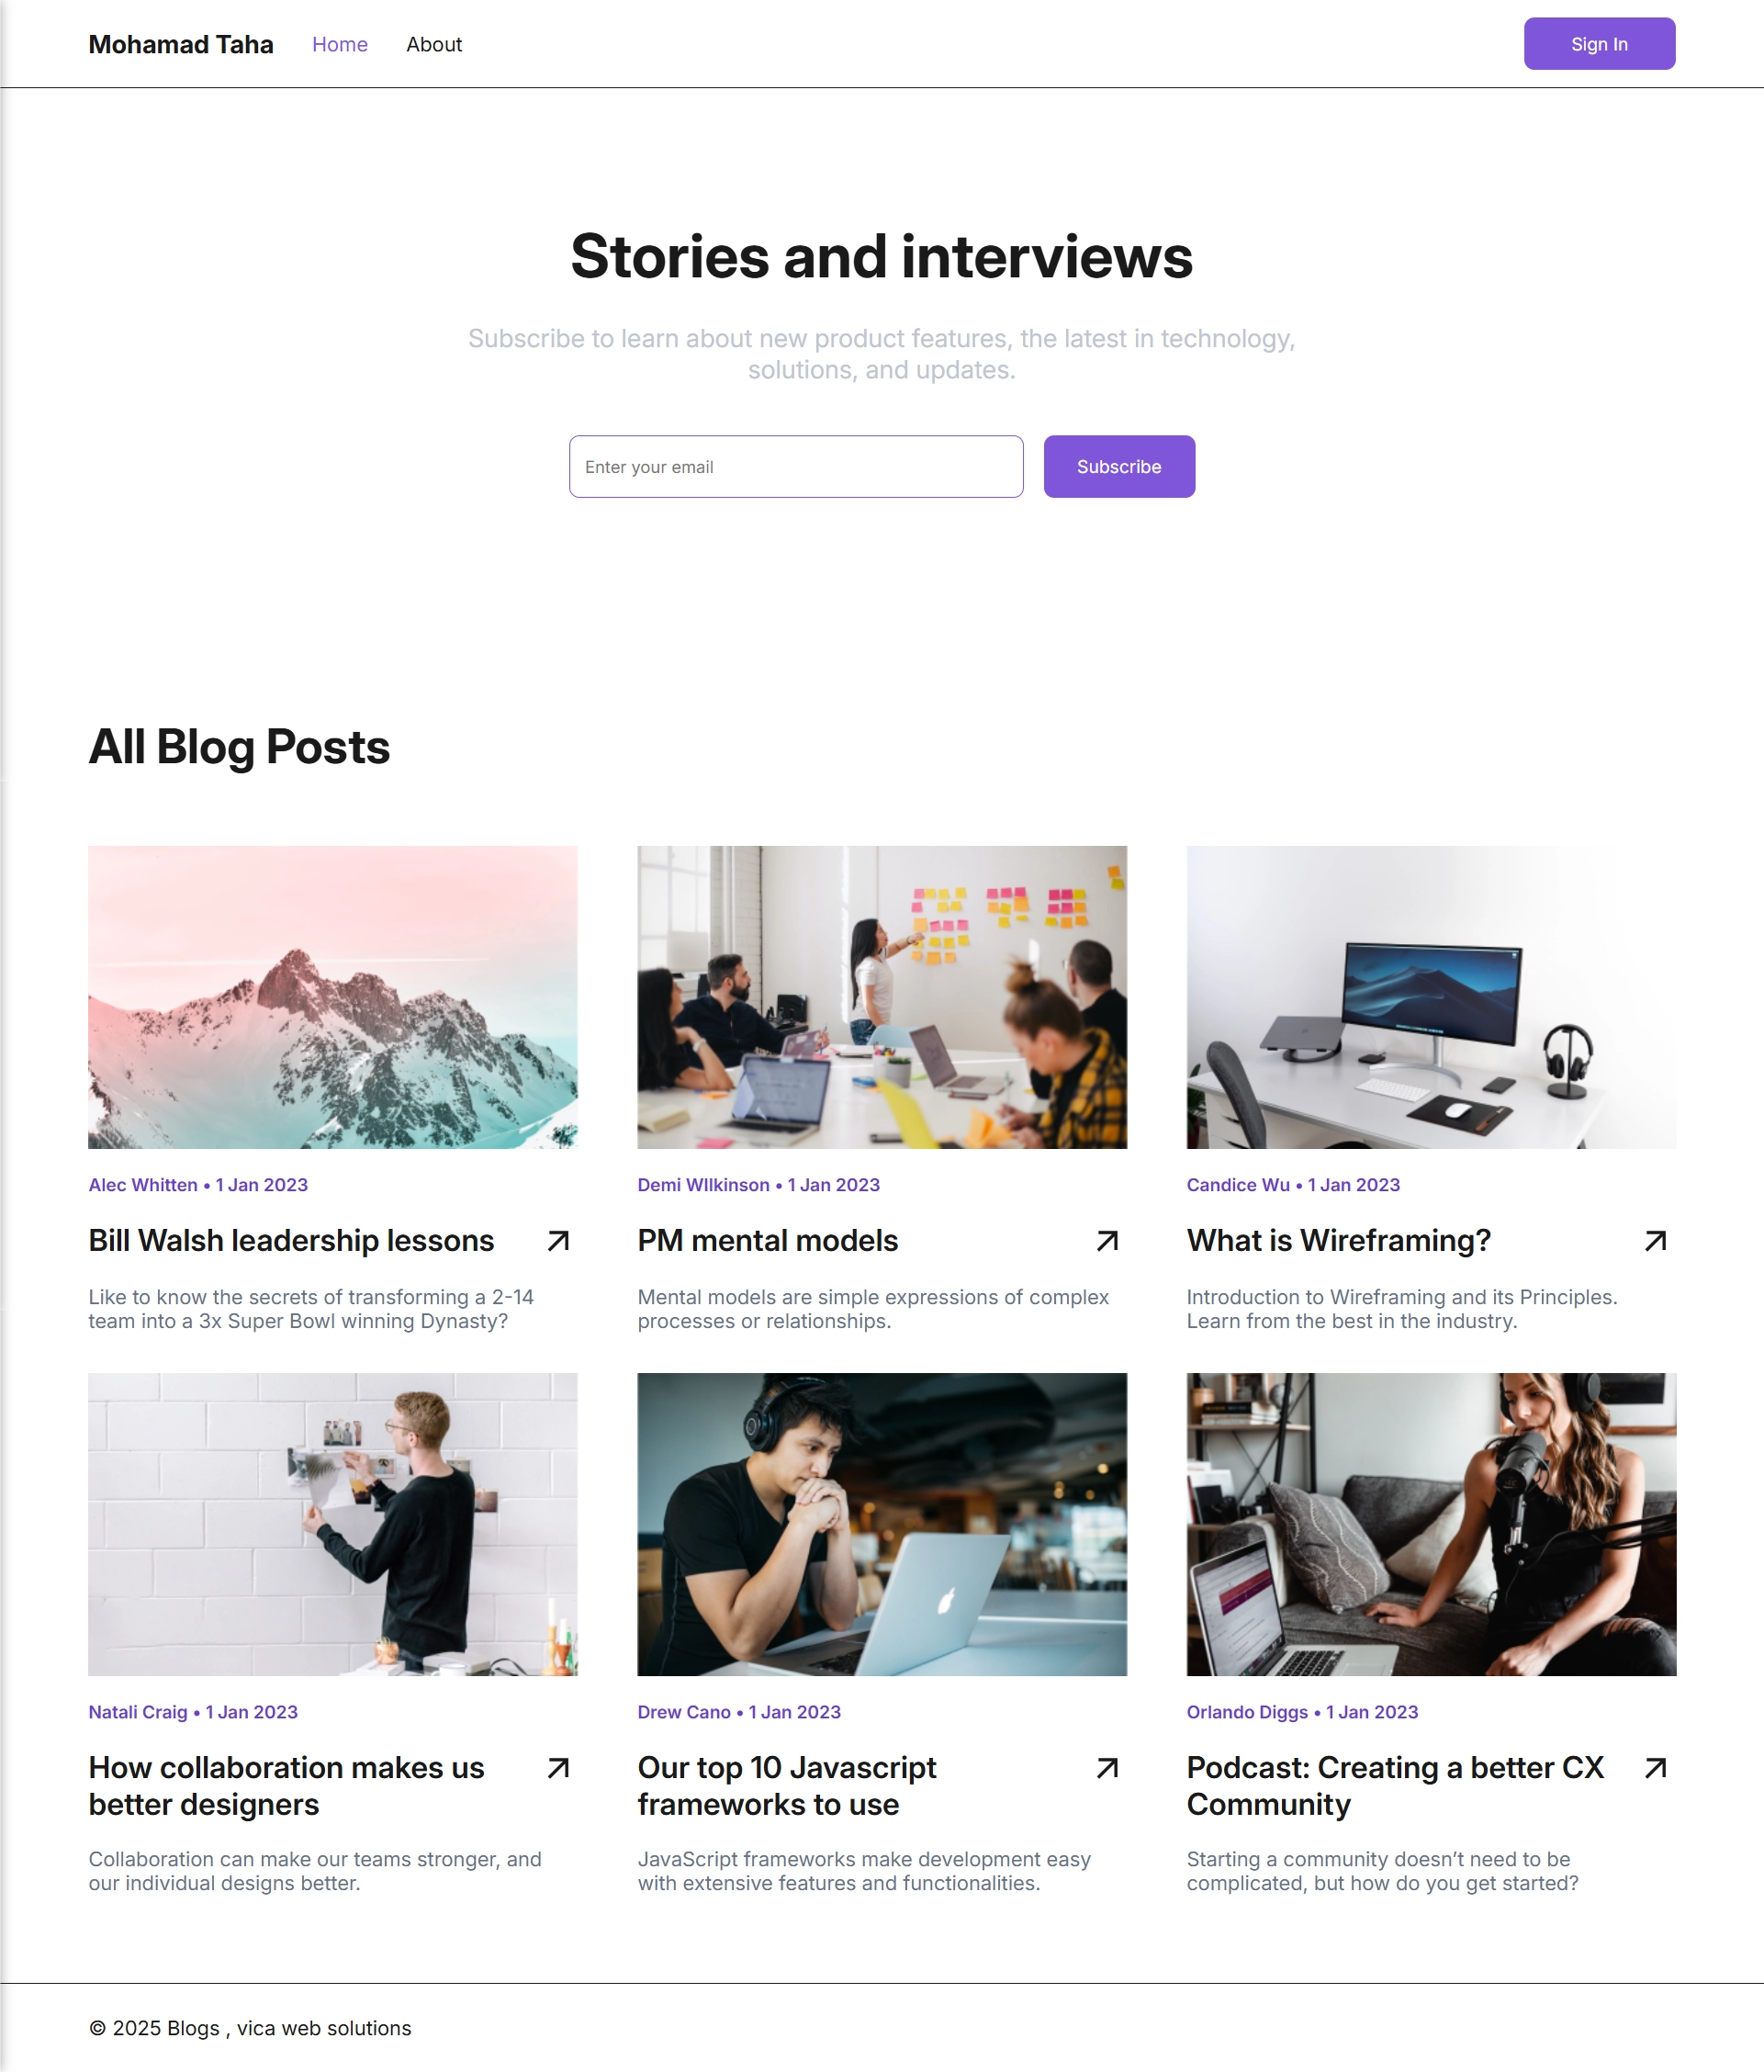 Mohamad Taha Home About Sign In
Stories and interviews
Subscribe to learn about new product features, the latest in technology,
solutions, and updates.
Enter your email Subscribe
All Blog Posts
Alec Whitten • 1 Jan 2023
Bill Walsh leadership lessons
Like to know the secrets of transforming a 2-14
team into a 3x Super Bowl winning Dynasty?
Demi WIlkinson • 1 Jan 2023
PM mental models
Mental models are simple expressions of complex
processes or relationships.
Candice Wu • 1 Jan 2023
What is Wireframing?
Introduction to Wireframing and its Principles.
Learn from the best in the industry.
Natali Craig • 1 Jan 2023
How collaboration makes us
better designers
Collaboration can make our teams stronger, and
our individual designs better.
Drew Cano • 1 Jan 2023
Our top 10 Javascript
frameworks to use
JavaScript frameworks make development easy
with extensive features and functionalities.
Orlando Diggs • 1 Jan 2023
Podcast: Creating a better CX
Community
Starting a community doesn’t need to be
complicated, but how do you get started?
© 2025 Blogs , vica web solutions